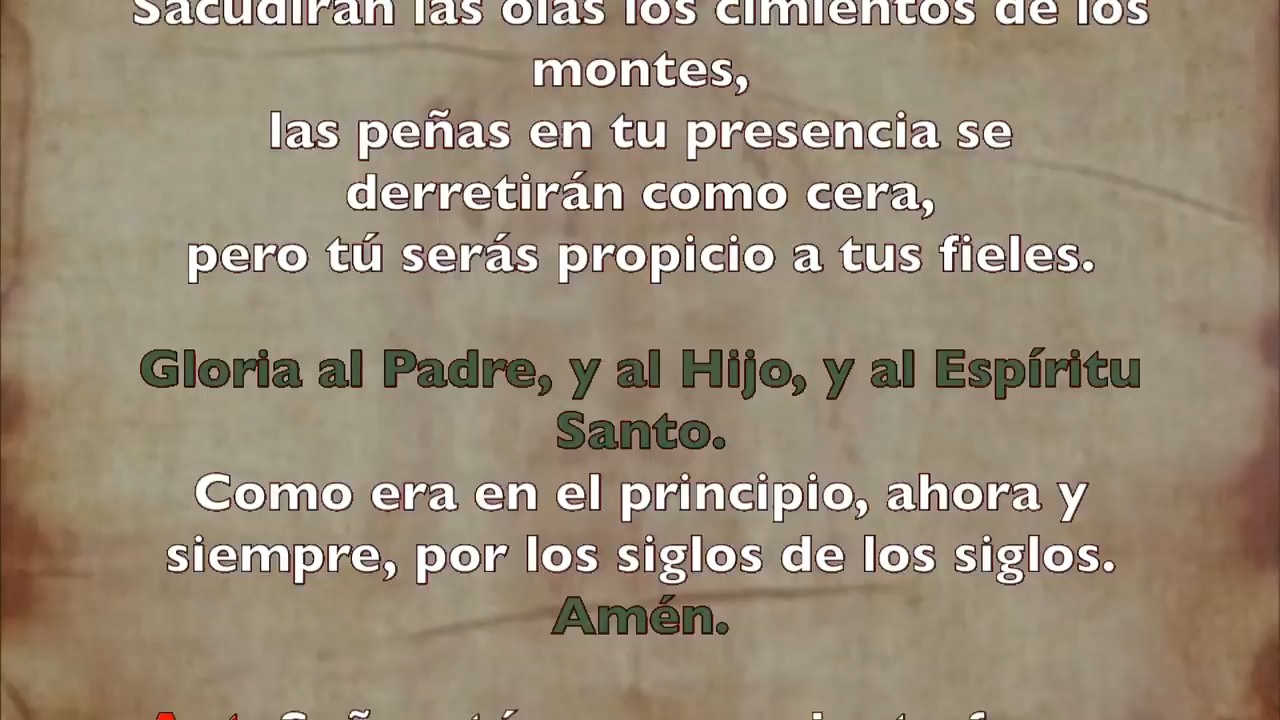 Sacudirán las olas los cimientos de los
montes,
las peñas en tu presencia se
derretirán como cera,
pero tú serás propicio a tus fieles.
Gloria al Padre, y al Hijo, y al Espíritu
Santo.
Como era en el principio, ahora y
siempre, por los siglos de los siglos.
Amén.